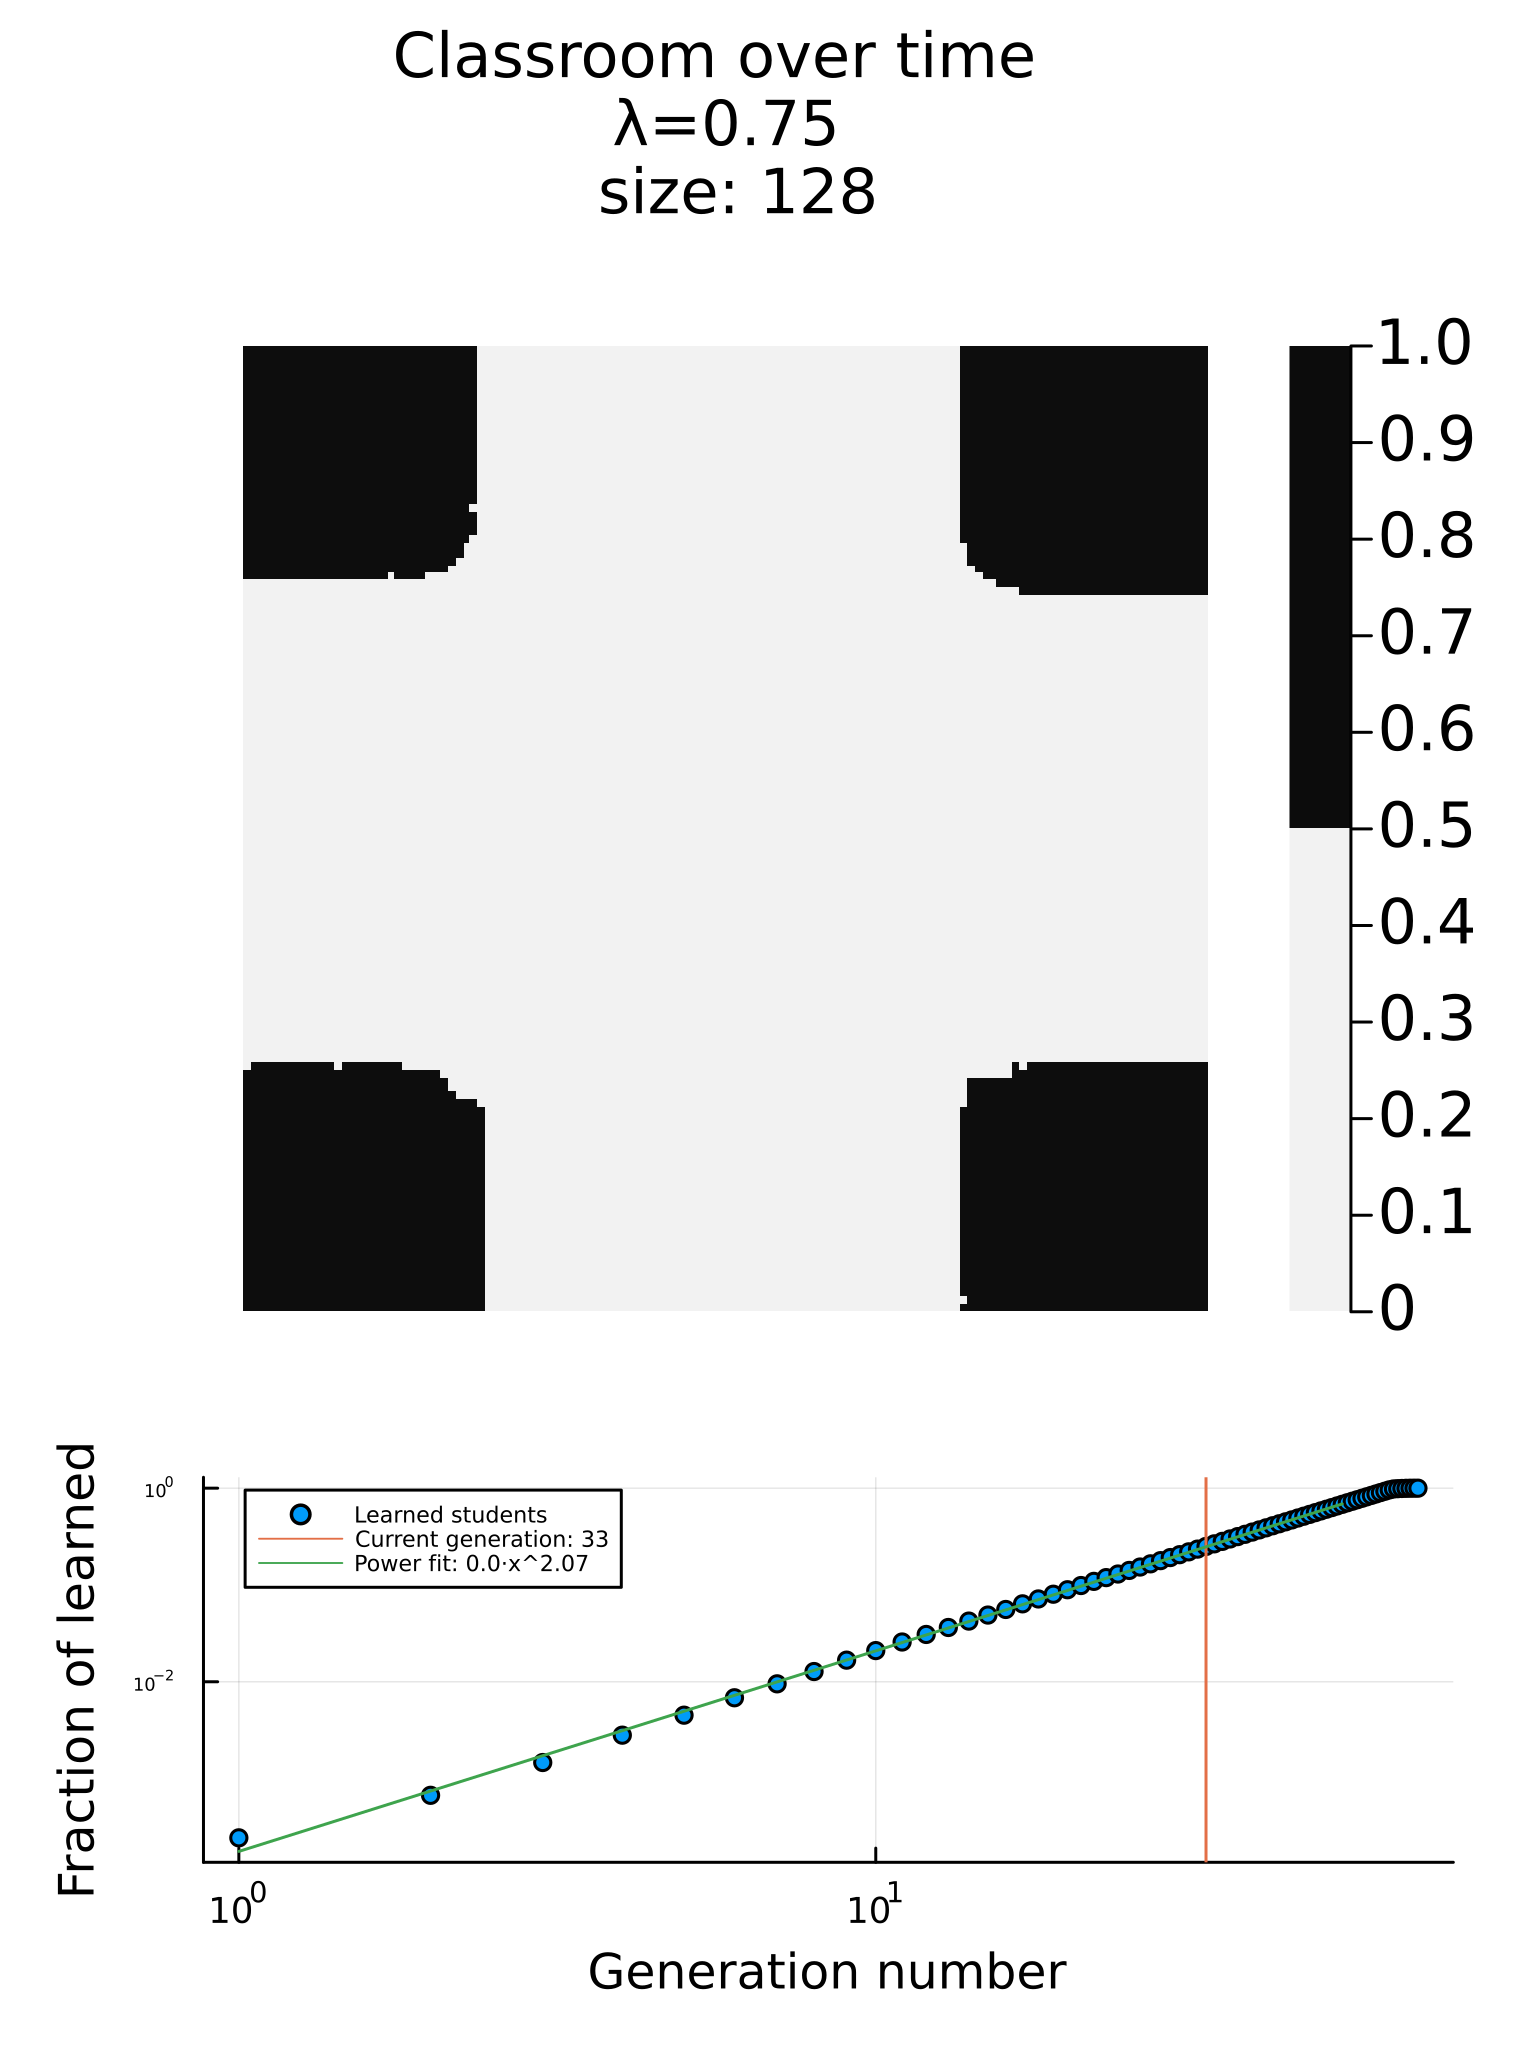 Classroom over time
λ=0.75
size: 128
1.0
0.9
0.8
0.7
0.6
0.5
0.4
0.3
0.2
0.1
0
Fraction of learned
10⁰
10⁻²
Learned students
Current generation: 33
Power fit: 0.0·x^2.07
10⁰
10¹
Generation number